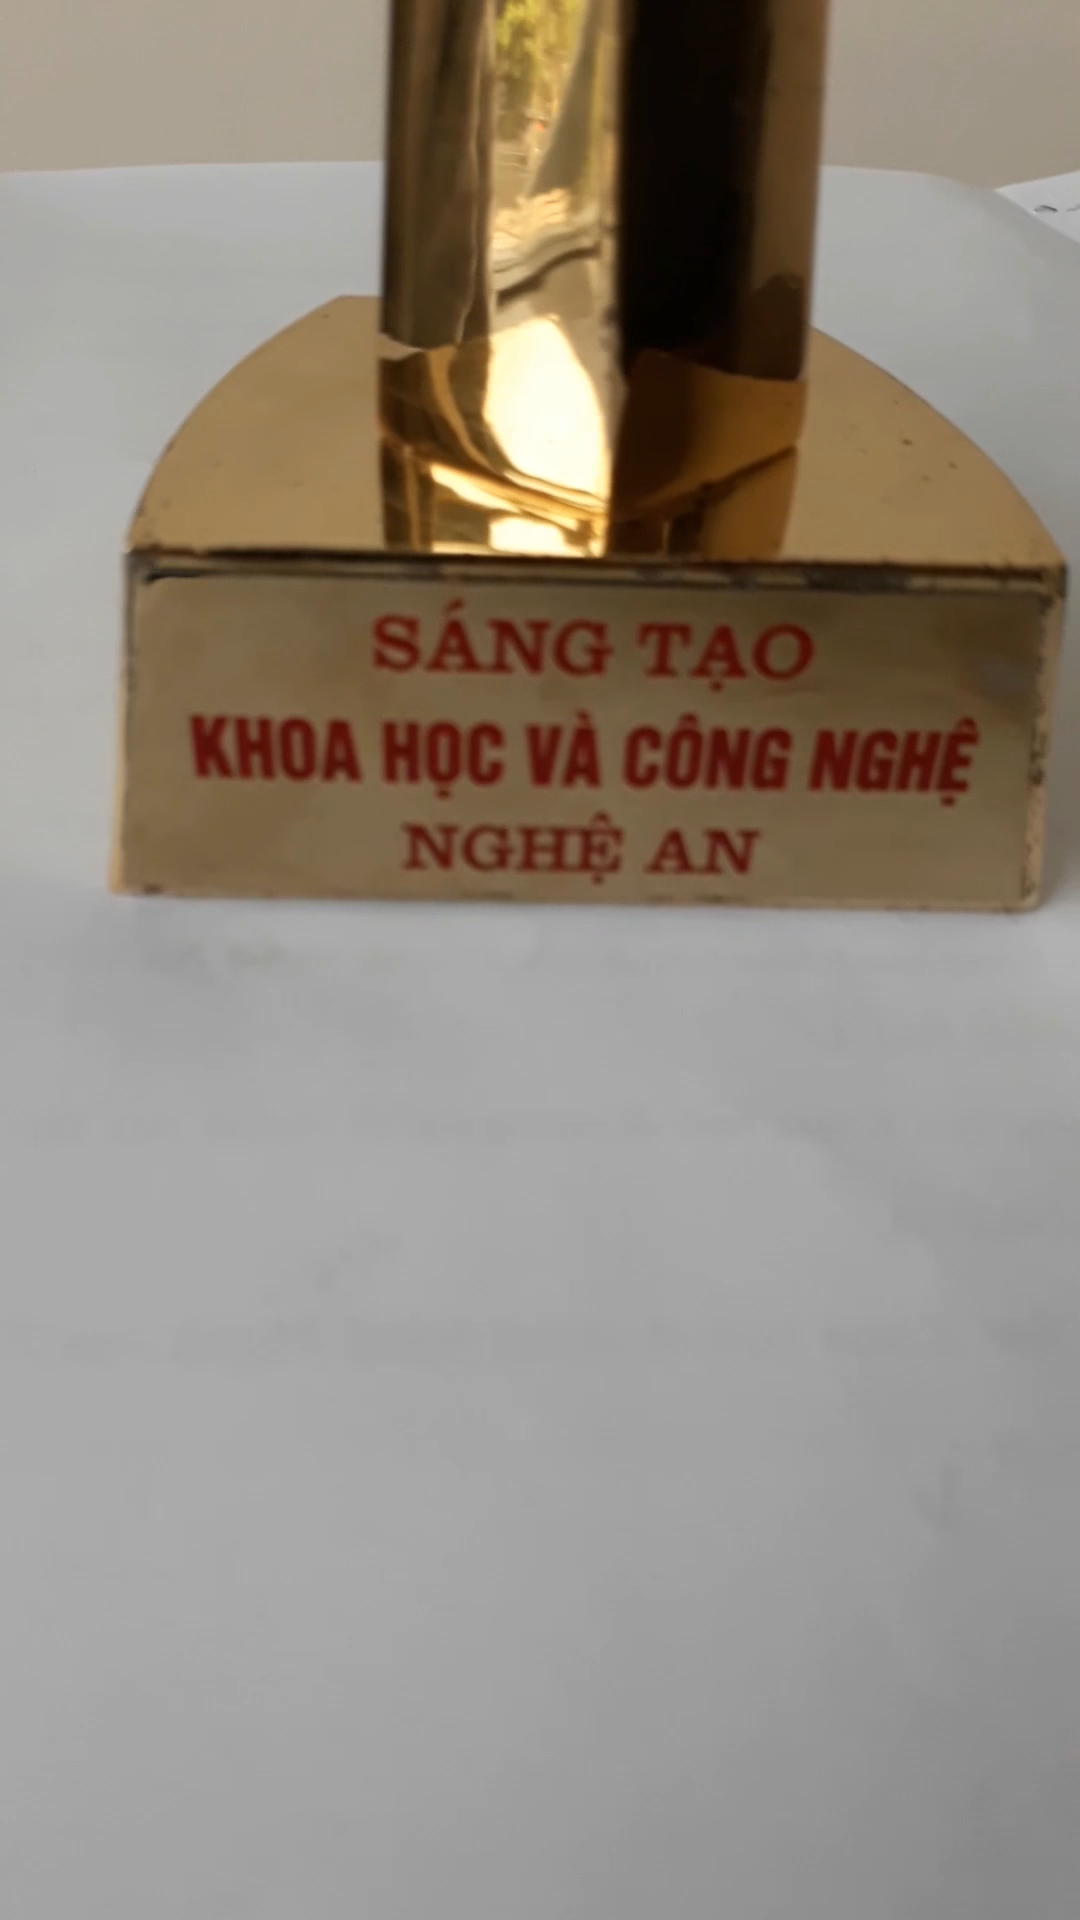 SÁNG TẠO
KHOA HỌC VÀ CÔNG NGHỆ
NGHỆ AN